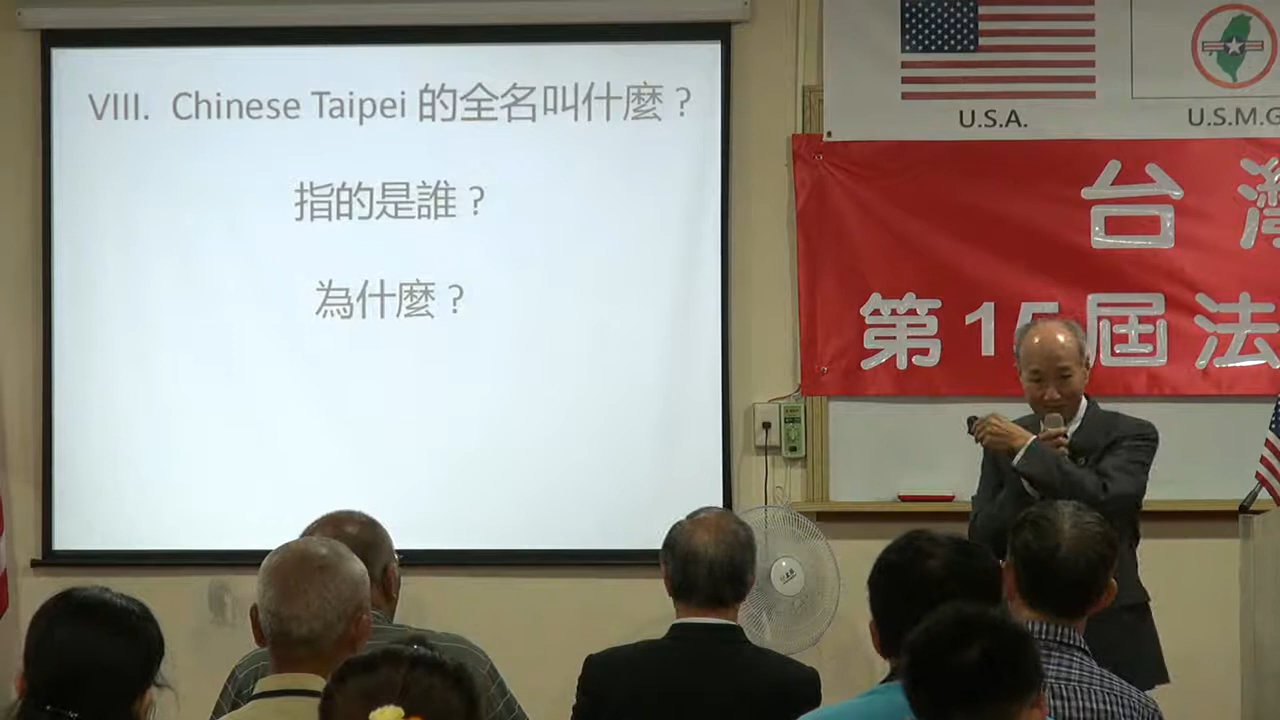 VIII. Chinese Taipei 的全名叫什麼？
指的是誰？
為什麼？
U.S.A.
U.S.M.G
台灣
第15屆法